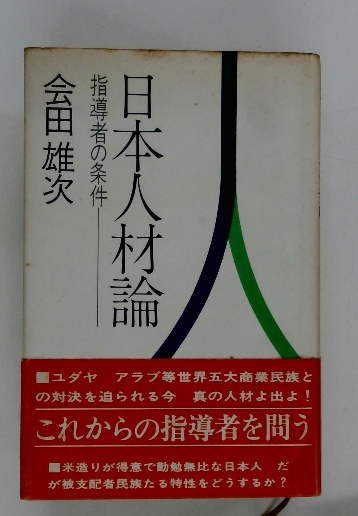 日本人材論
指導者の条件――
会田雄次
■ユダヤ アラブ等世界五大商業民族と
の対決を迫られる今 真の人材よ出よ！
これからの指導者を問う
■米造りが得意で勤勉無比な日本人 だ
が被支配者民族たる特性をどうするか？